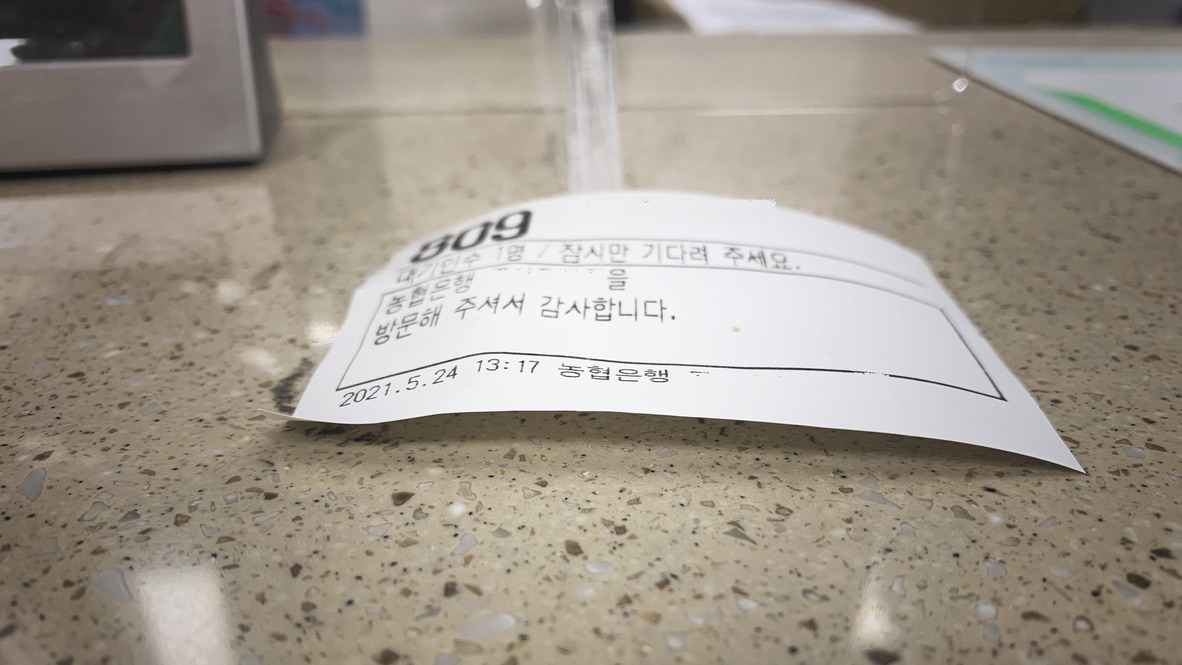 809
대기인수 1명 / 잠시만 기다려 주세요.
농협은행 을
방문해 주셔서 감사합니다.
2021.5.24 13:17 농협은행